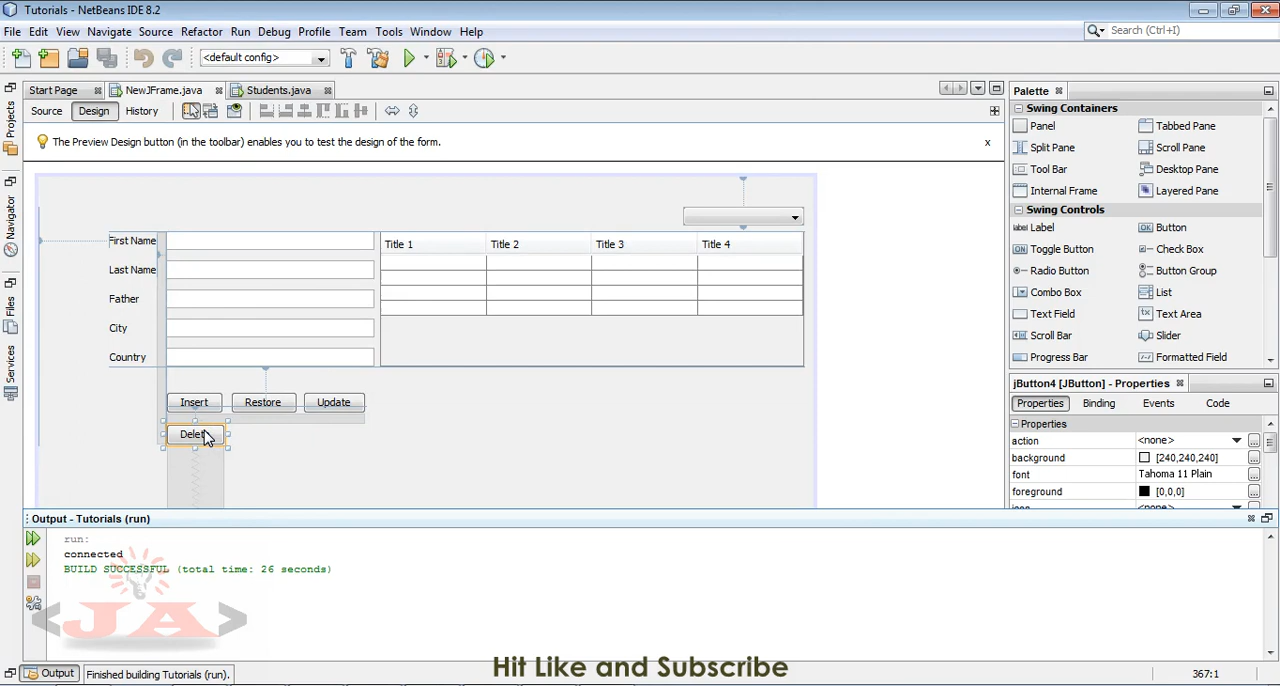 Tutorials - NetBeans IDE 8.2
File Edit View Navigate Source Refactor Run Debug Profile Team Tools Window Help
Search (Ctrl+I)
<default config>
Start Page NewJFrame.java Students.java
Source Design History
The Preview Design button (in the toolbar) enables you to test the design of the form. x
Projects
Navigator
Files
Services
First Name
Last Name
Father
City
Country
Title 1 Title 2 Title 3 Title 4
Insert Restore Update
Palette
Swing Containers
Panel Tabbed Pane
Split Pane Scroll Pane
Tool Bar Desktop Pane
Internal Frame Layered Pane
Swing Controls
label Label OK Button
ON Toggle Button Check Box
Radio Button Button Group
Combo Box List
Text Field Text Area
Scroll Bar Slider
Progress Bar Formatted Field
jButton4 [JButton] - Properties
Properties Binding Events Code
Properties
action <none>
background [240,240,240]
font Tahoma 11 Plain
foreground [0,0,0]
Output - Tutorials (run)
run:
connected
BUILD SUCCESSFUL (total time: 26 seconds)
<JA>
Hit Like and Subscribe
Output Finished building Tutorials (run). 367:1